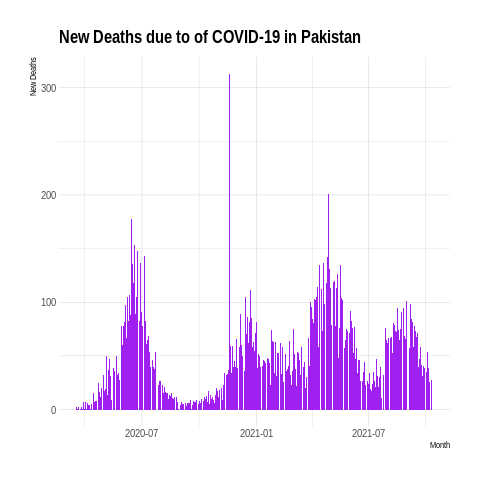 New Deaths due to of COVID-19 in Pakistan
New Deaths
300
200
100
0
2020-07
2021-01
2021-07
Month